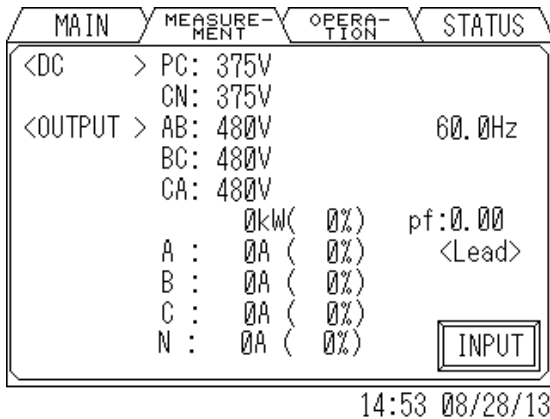 MAIN MEASURE-MENT OPERA-TION STATUS
<DC > PC: 375V
CN: 375V
<OUTPUT > AB: 480V 60.0Hz
BC: 480V
CA: 480V
0kW( 0%) pf:0.00
A : 0A ( 0%) <Lead>
B : 0A ( 0%)
C : 0A ( 0%)
N : 0A ( 0%)
INPUT
14:53 08/28/13